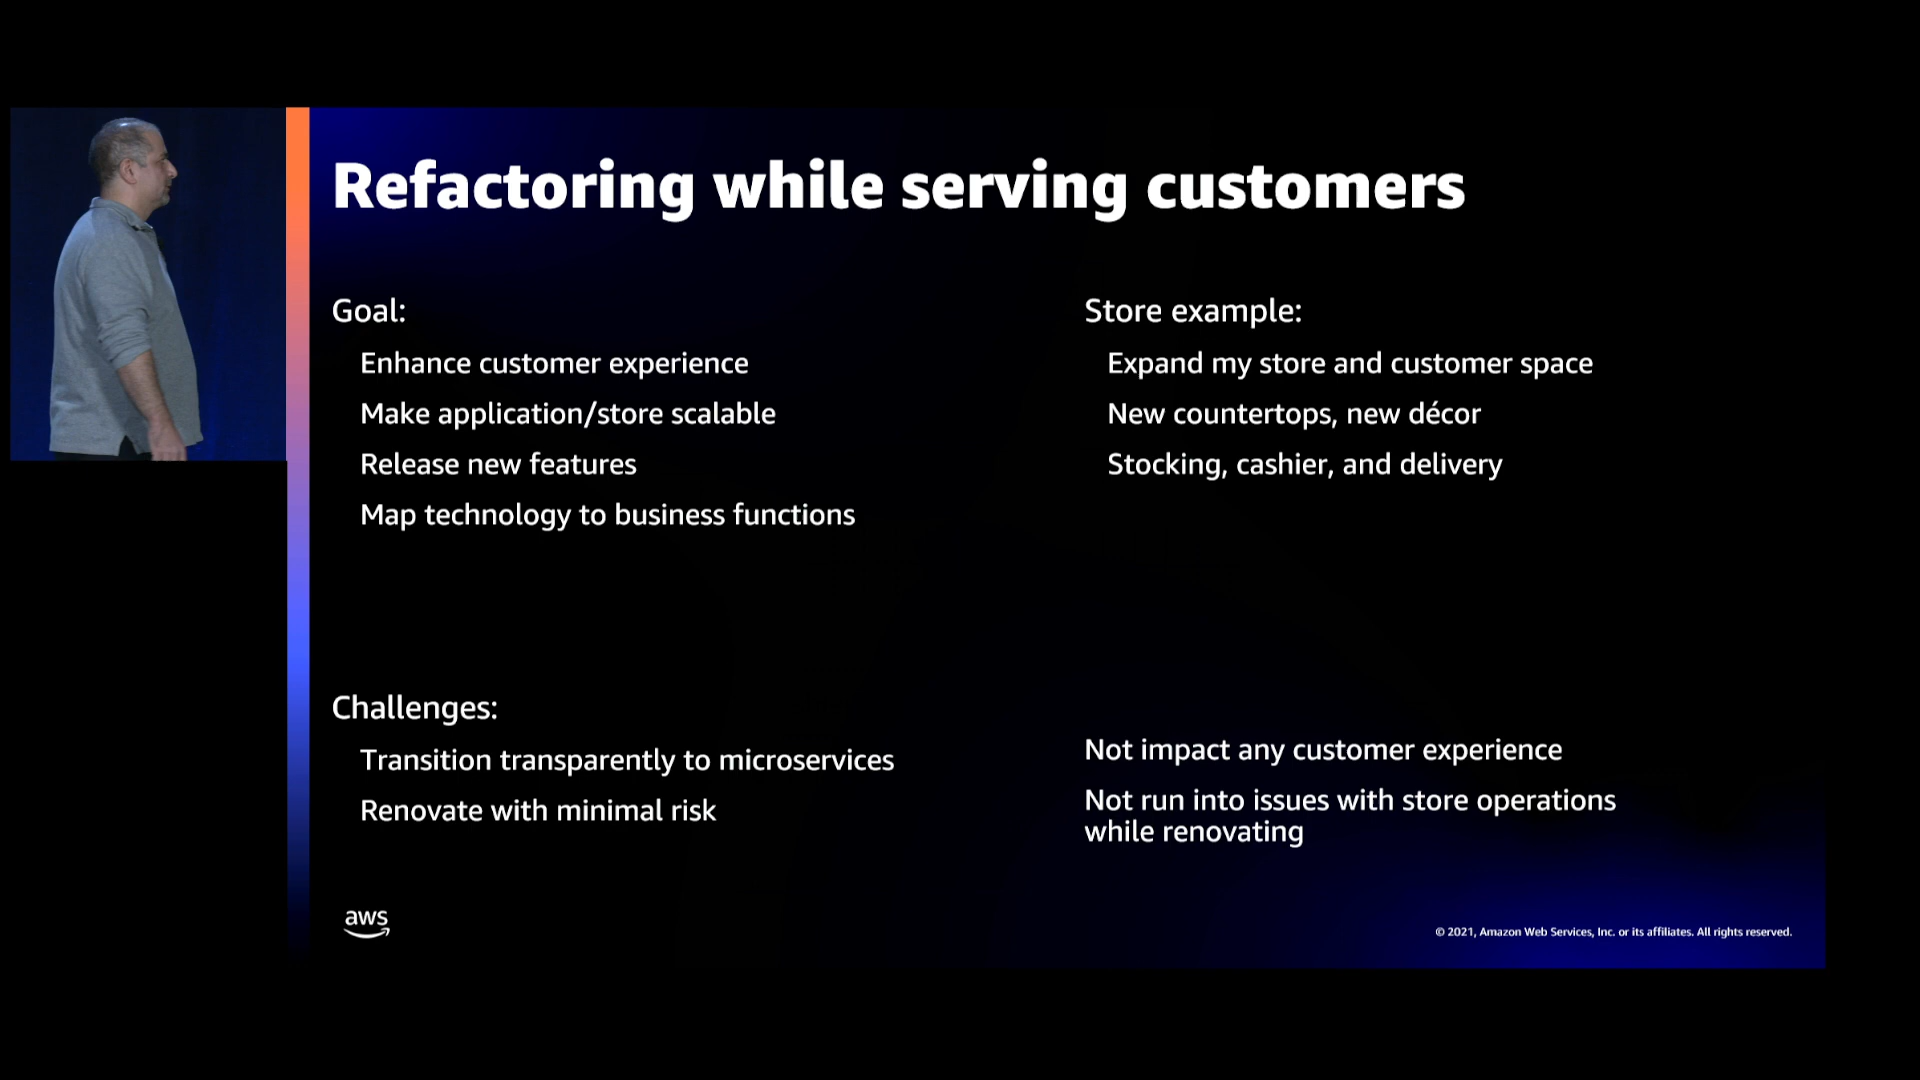 Refactoring while serving customers
Goal:
Enhance customer experience
Make application/store scalable
Release new features
Map technology to business functions
Store example:
Expand my store and customer space
New countertops, new décor
Stocking, cashier, and delivery
Challenges:
Transition transparently to microservices
Renovate with minimal risk
Not impact any customer experience
Not run into issues with store operations
while renovating
aws
© 2021, Amazon Web Services, Inc. or its affiliates. All rights reserved.